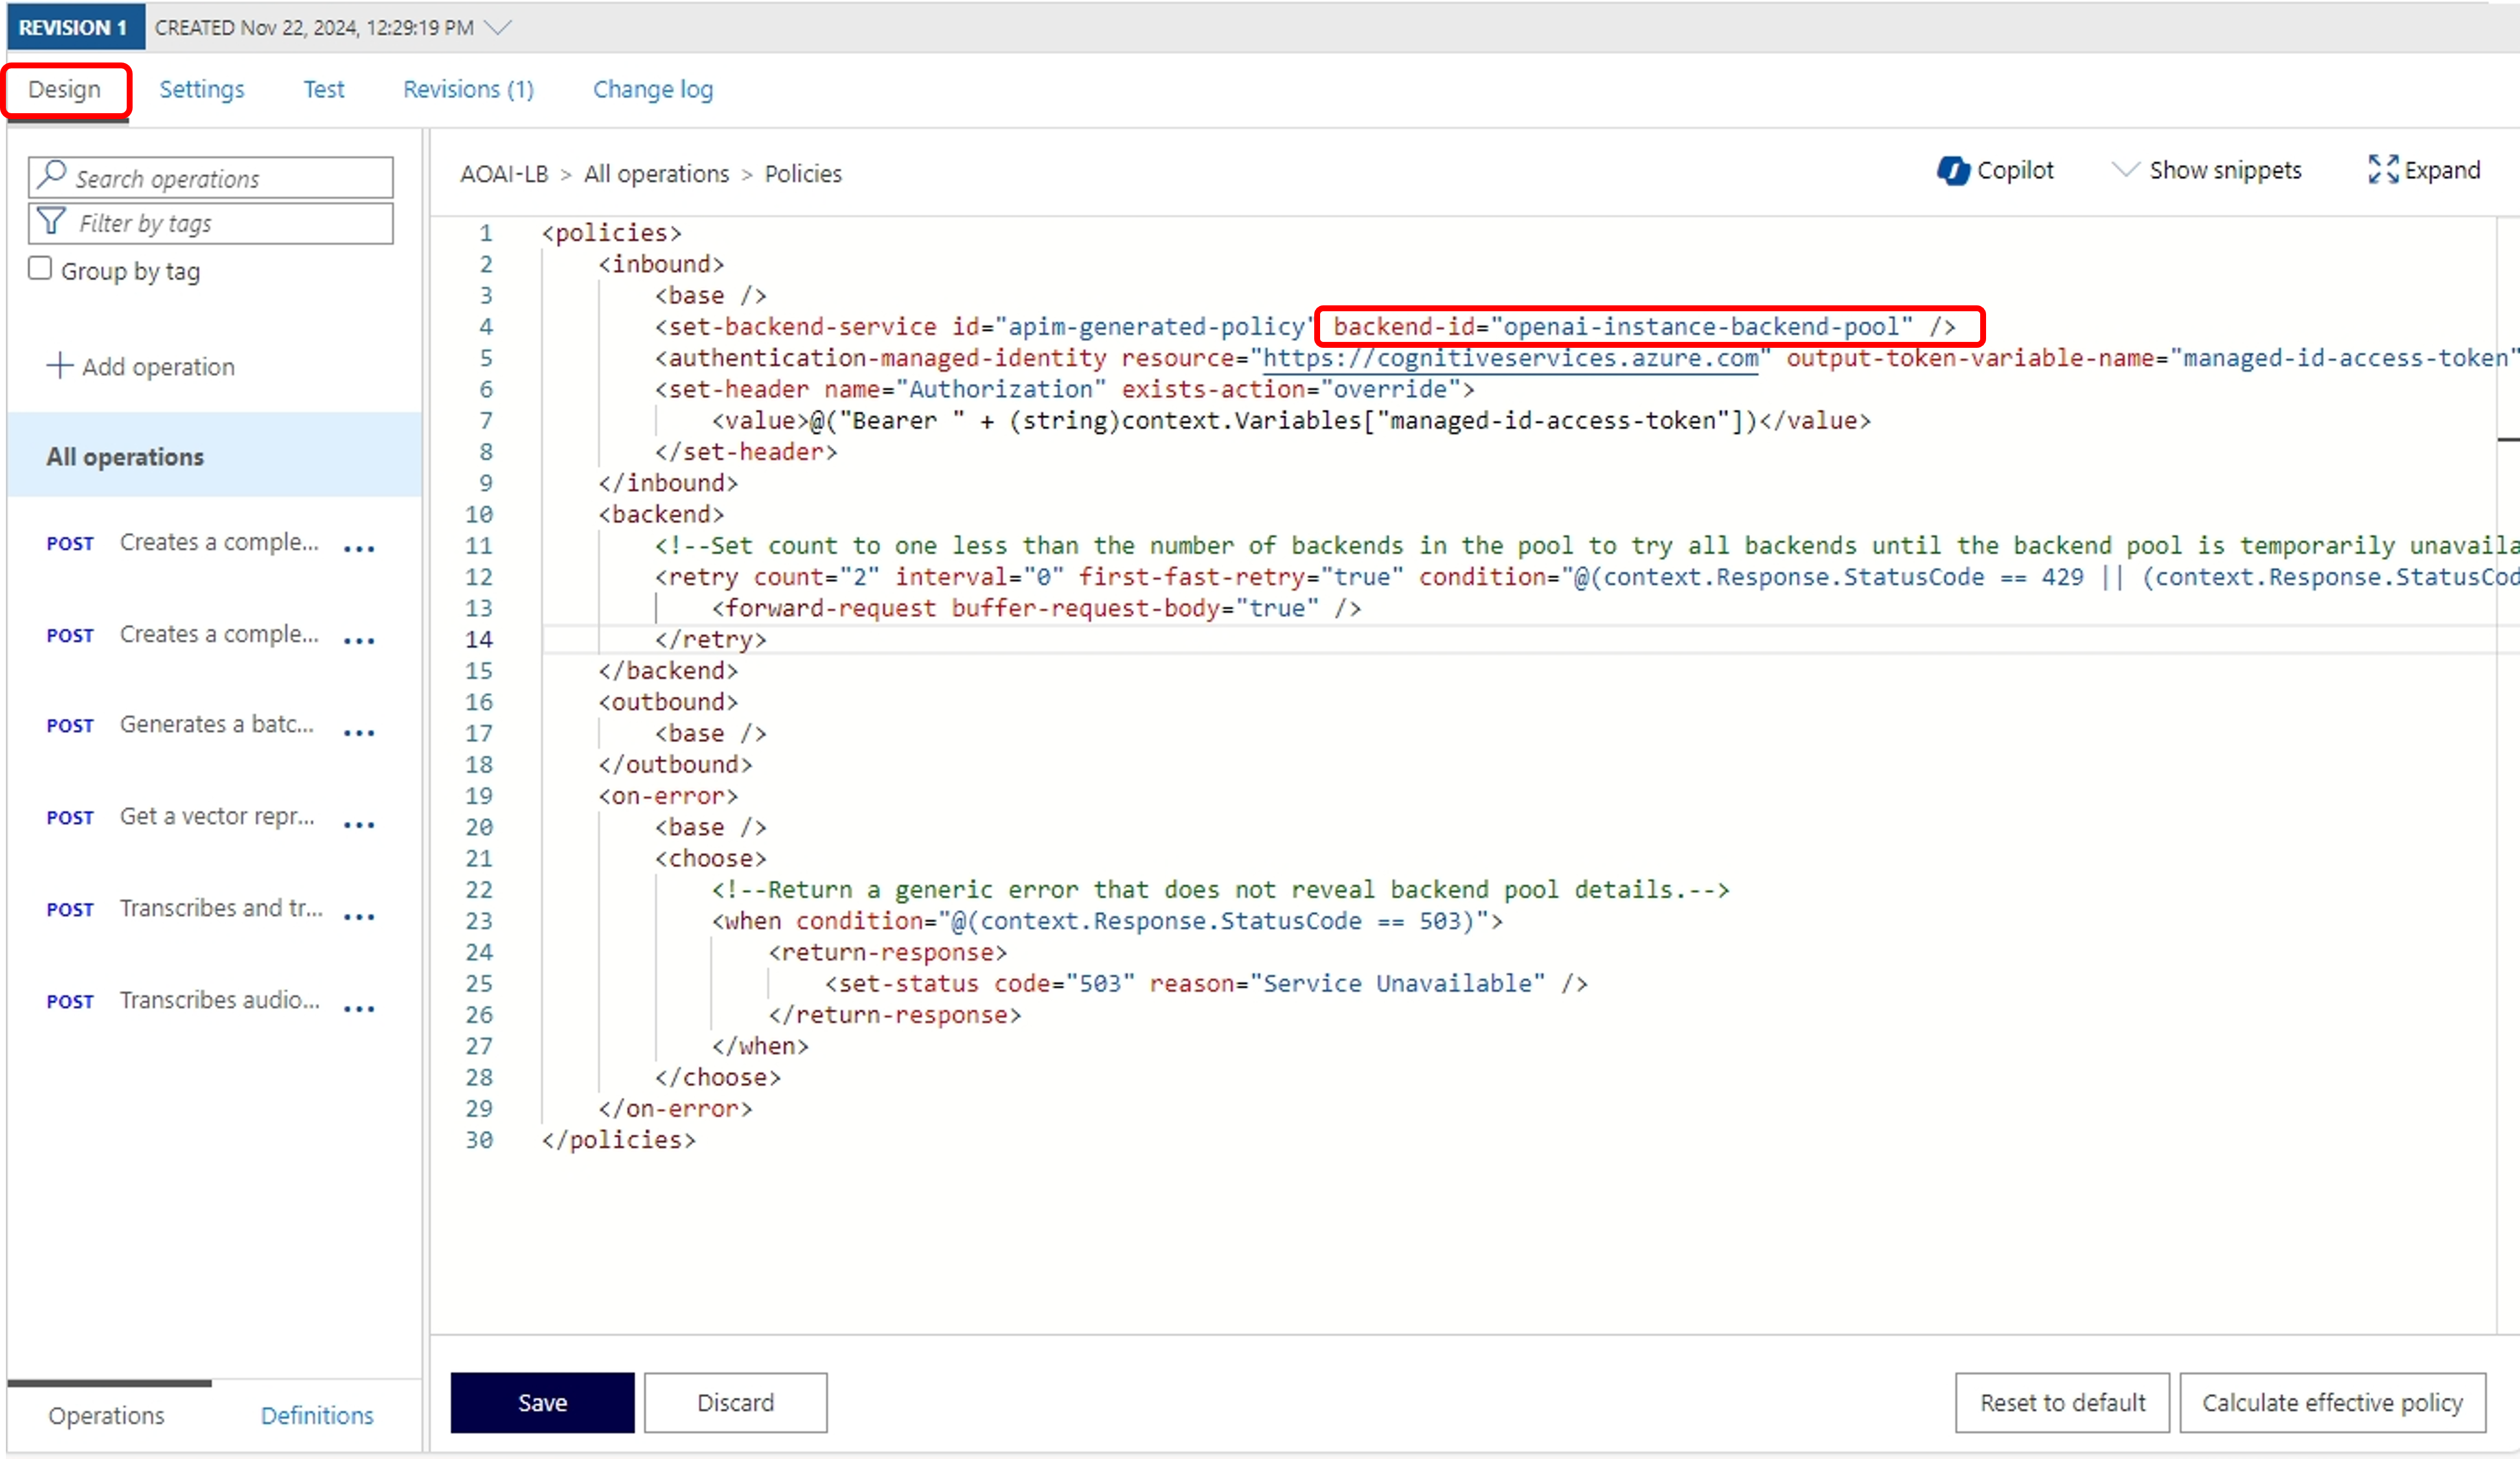 REVISION 1 CREATED Nov 22, 2024, 12:29:19 PM
Design Settings Test Revisions (1) Change log
Search operations
Filter by tags
Group by tag
Add operation
All operations
POST Creates a comple... ...
POST Creates a comple... ...
POST Generates a batc... ...
POST Get a vector repr... ...
POST Transcribes and tr... ...
POST Transcribes audio... ...
Operations Definitions
AOAI-LB > All operations > Policies
Copilot Show snippets Expand
1 <policies>
2 <inbound>
3 <base />
4 <set-backend-service id="apim-generated-policy" backend-id="openai-instance-backend-pool" />
5 <authentication-managed-identity resource="https://cognitiveservices.azure.com" output-token-variable-name="managed-id-access-token"
6 <set-header name="Authorization" exists-action="override">
7 <value>@("Bearer " + (string)context.Variables["managed-id-access-token"])</value>
8 </set-header>
9 </inbound>
10 <backend>
11 <!--Set count to one less than the number of backends in the pool to try all backends until the backend pool is temporarily unavaila
12 <retry count="2" interval="0" first-fast-retry="true" condition="@(context.Response.StatusCode == 429 || (context.Response.StatusCod
13 <forward-request buffer-request-body="true" />
14 </retry>
15 </backend>
16 <outbound>
17 <base />
18 </outbound>
19 <on-error>
20 <base />
21 <choose>
22 <!--Return a generic error that does not reveal backend pool details.-->
23 <when condition="@(context.Response.StatusCode == 503)">
24 <return-response>
25 <set-status code="503" reason="Service Unavailable" />
26 </return-response>
27 </when>
28 </choose>
29 </on-error>
30 </policies>
Save Discard Reset to default Calculate effective policy